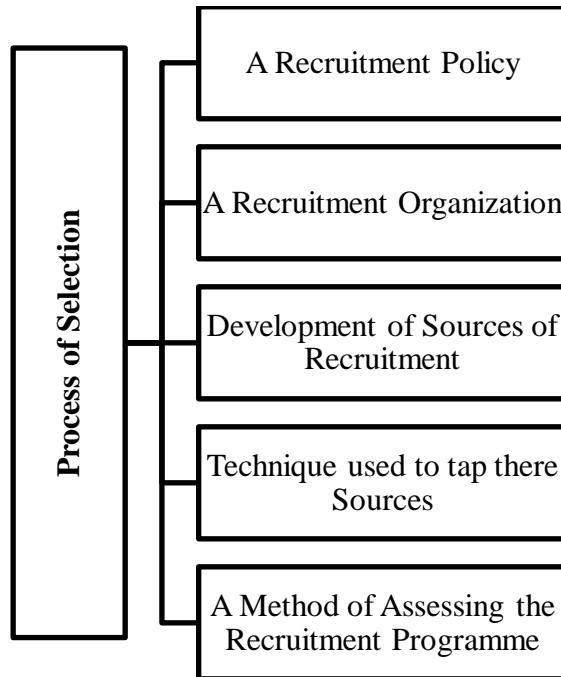 Process of Selection
A Recruitment Policy
A Recruitment Organization
Development of Sources of
Recruitment
Technique used to tap there
Sources
A Method of Assessing the
Recruitment Programme